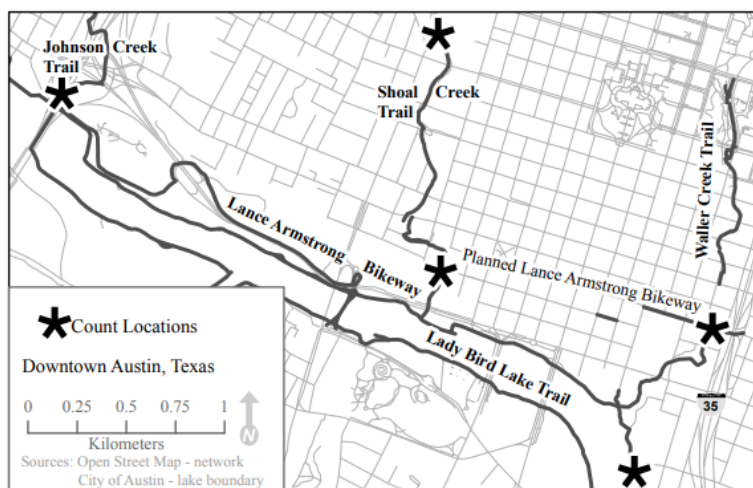 Johnson Creek
Trail
Shoal Creek
Trail
Waller Creek Trail
Lance Armstrong Bikeway
Planned Lance Armstrong Bikeway
Lady Bird Lake Trail
35
Count Locations
Downtown Austin, Texas
0 0.25 0.5 0.75 1
Kilometers
N
Sources: Open Street Map - network
City of Austin - lake boundary